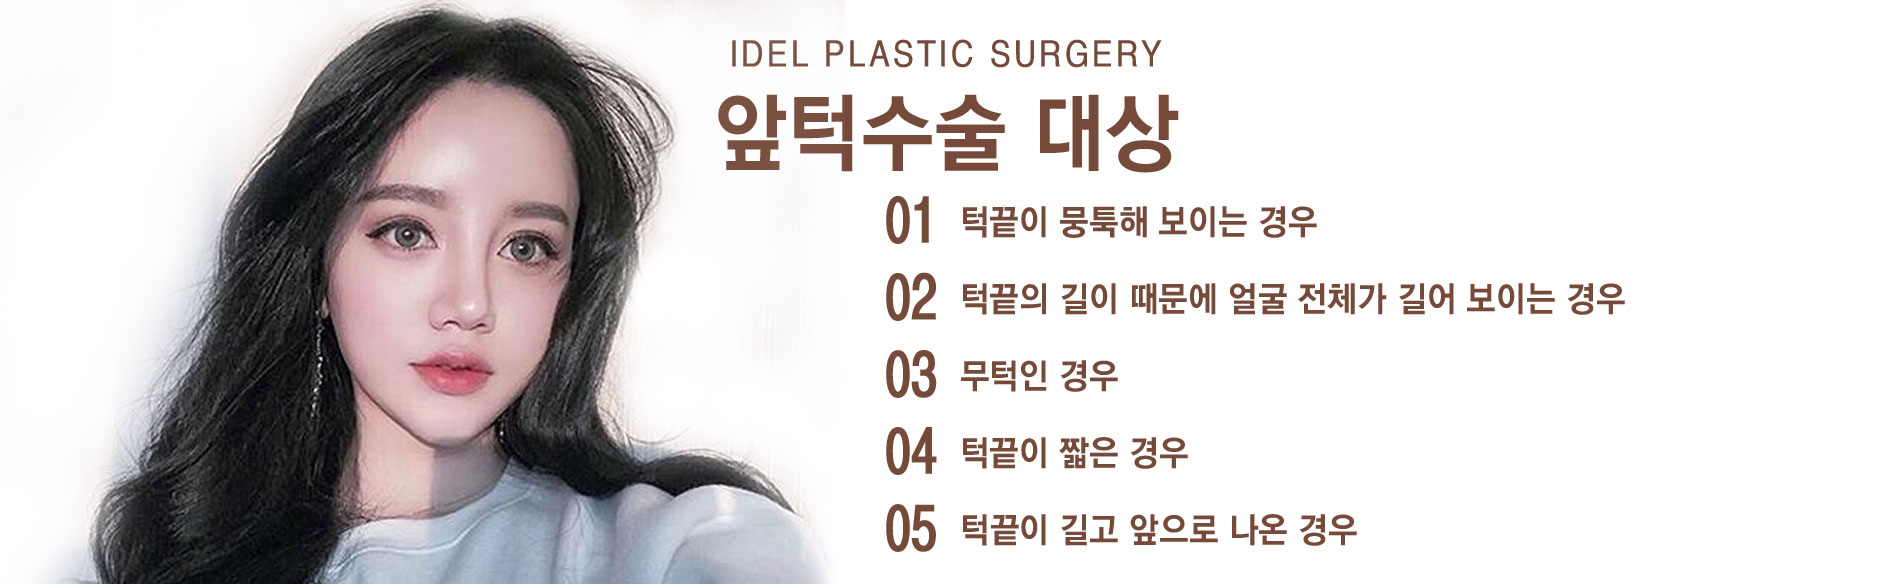 IDEL PLASTIC SURGERY
앞턱수술 대상
01 턱끝이 뭉툭해 보이는 경우
02 턱끝의 길이 때문에 얼굴 전체가 길어 보이는 경우
03 무턱인 경우
04 턱끝이 짧은 경우
05 턱끝이 길고 앞으로 나온 경우